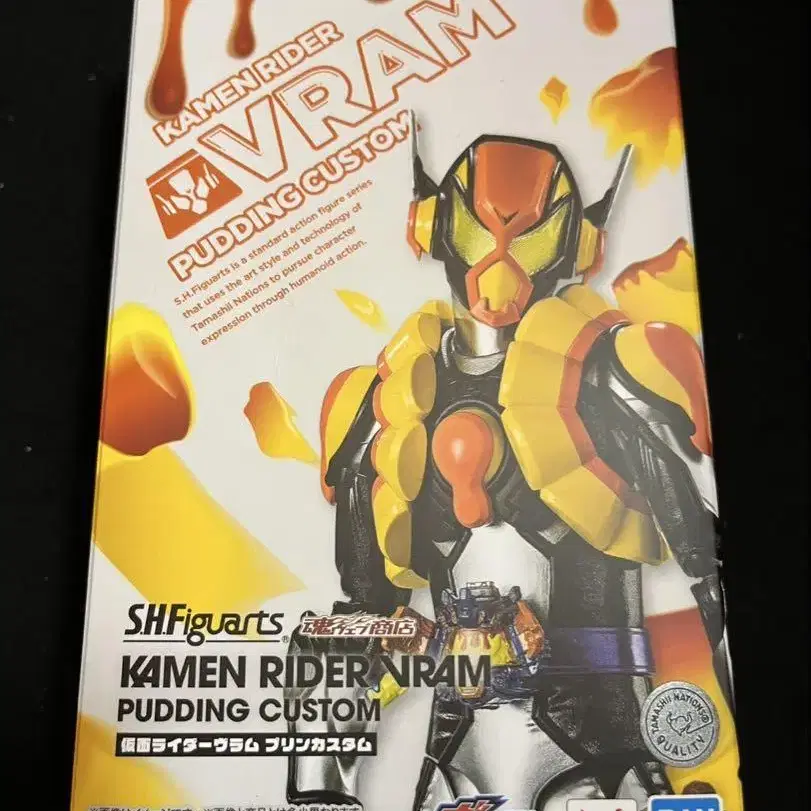 KAMEN RIDER
VRAM
PUDDING CUSTOM
S.H.Figuarts is a standard action figure series
that uses the art style and technology of
Tamashii Nations to pursue character
expression through humanoid action.
S.H.Figuarts®
魂ウェブ商店
KAMEN RIDER VRAM
PUDDING CUSTOM
仮面ライダーヴラム プリンカスタム
TAMASHII NATIONS
QUALITY